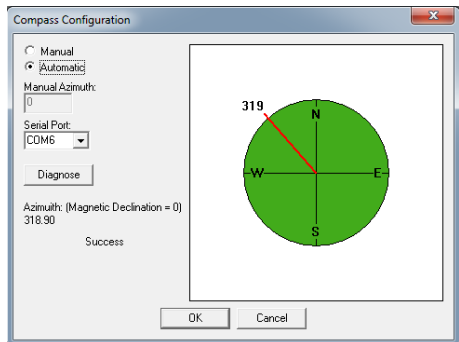 Compass Configuration
Manual
Automatic
Manual Azimuth:
0
Serial Port:
COM6
Diagnose
Azimuith: (Magnetic Declination = 0)
318.90
Success
319
N
W
E
S
OK
Cancel